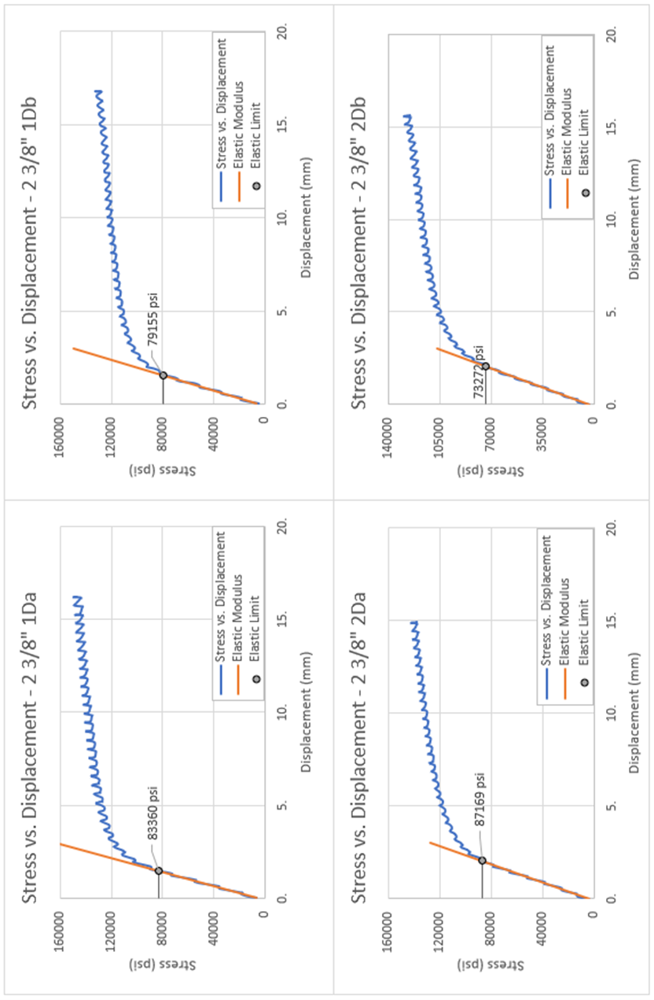 Stress vs. Displacement - 2 3/8" 1Da
160000
120000
80000
40000
0
Stress (psi)
83360 psi
Stress vs. Displacement
Elastic Modulus
Elastic Limit
0.
5.
10.
15.
20.
Displacement (mm)
Stress vs. Displacement - 2 3/8" 1Db
160000
120000
80000
40000
0
Stress (psi)
79155 psi
Stress vs. Displacement
Elastic Modulus
Elastic Limit
0.
5.
10.
15.
20.
Displacement (mm)
Stress vs. Displacement - 2 3/8" 2Da
160000
120000
80000
40000
0
Stress (psi)
87169 psi
Stress vs. Displacement
Elastic Modulus
Elastic Limit
0.
5.
10.
15.
20.
Displacement (mm)
Stress vs. Displacement - 2 3/8" 2Db
140000
105000
70000
35000
0
Stress (psi)
73272 psi
Stress vs. Displacement
Elastic Modulus
Elastic Limit
0.
5.
10.
15.
20.
Displacement (mm)